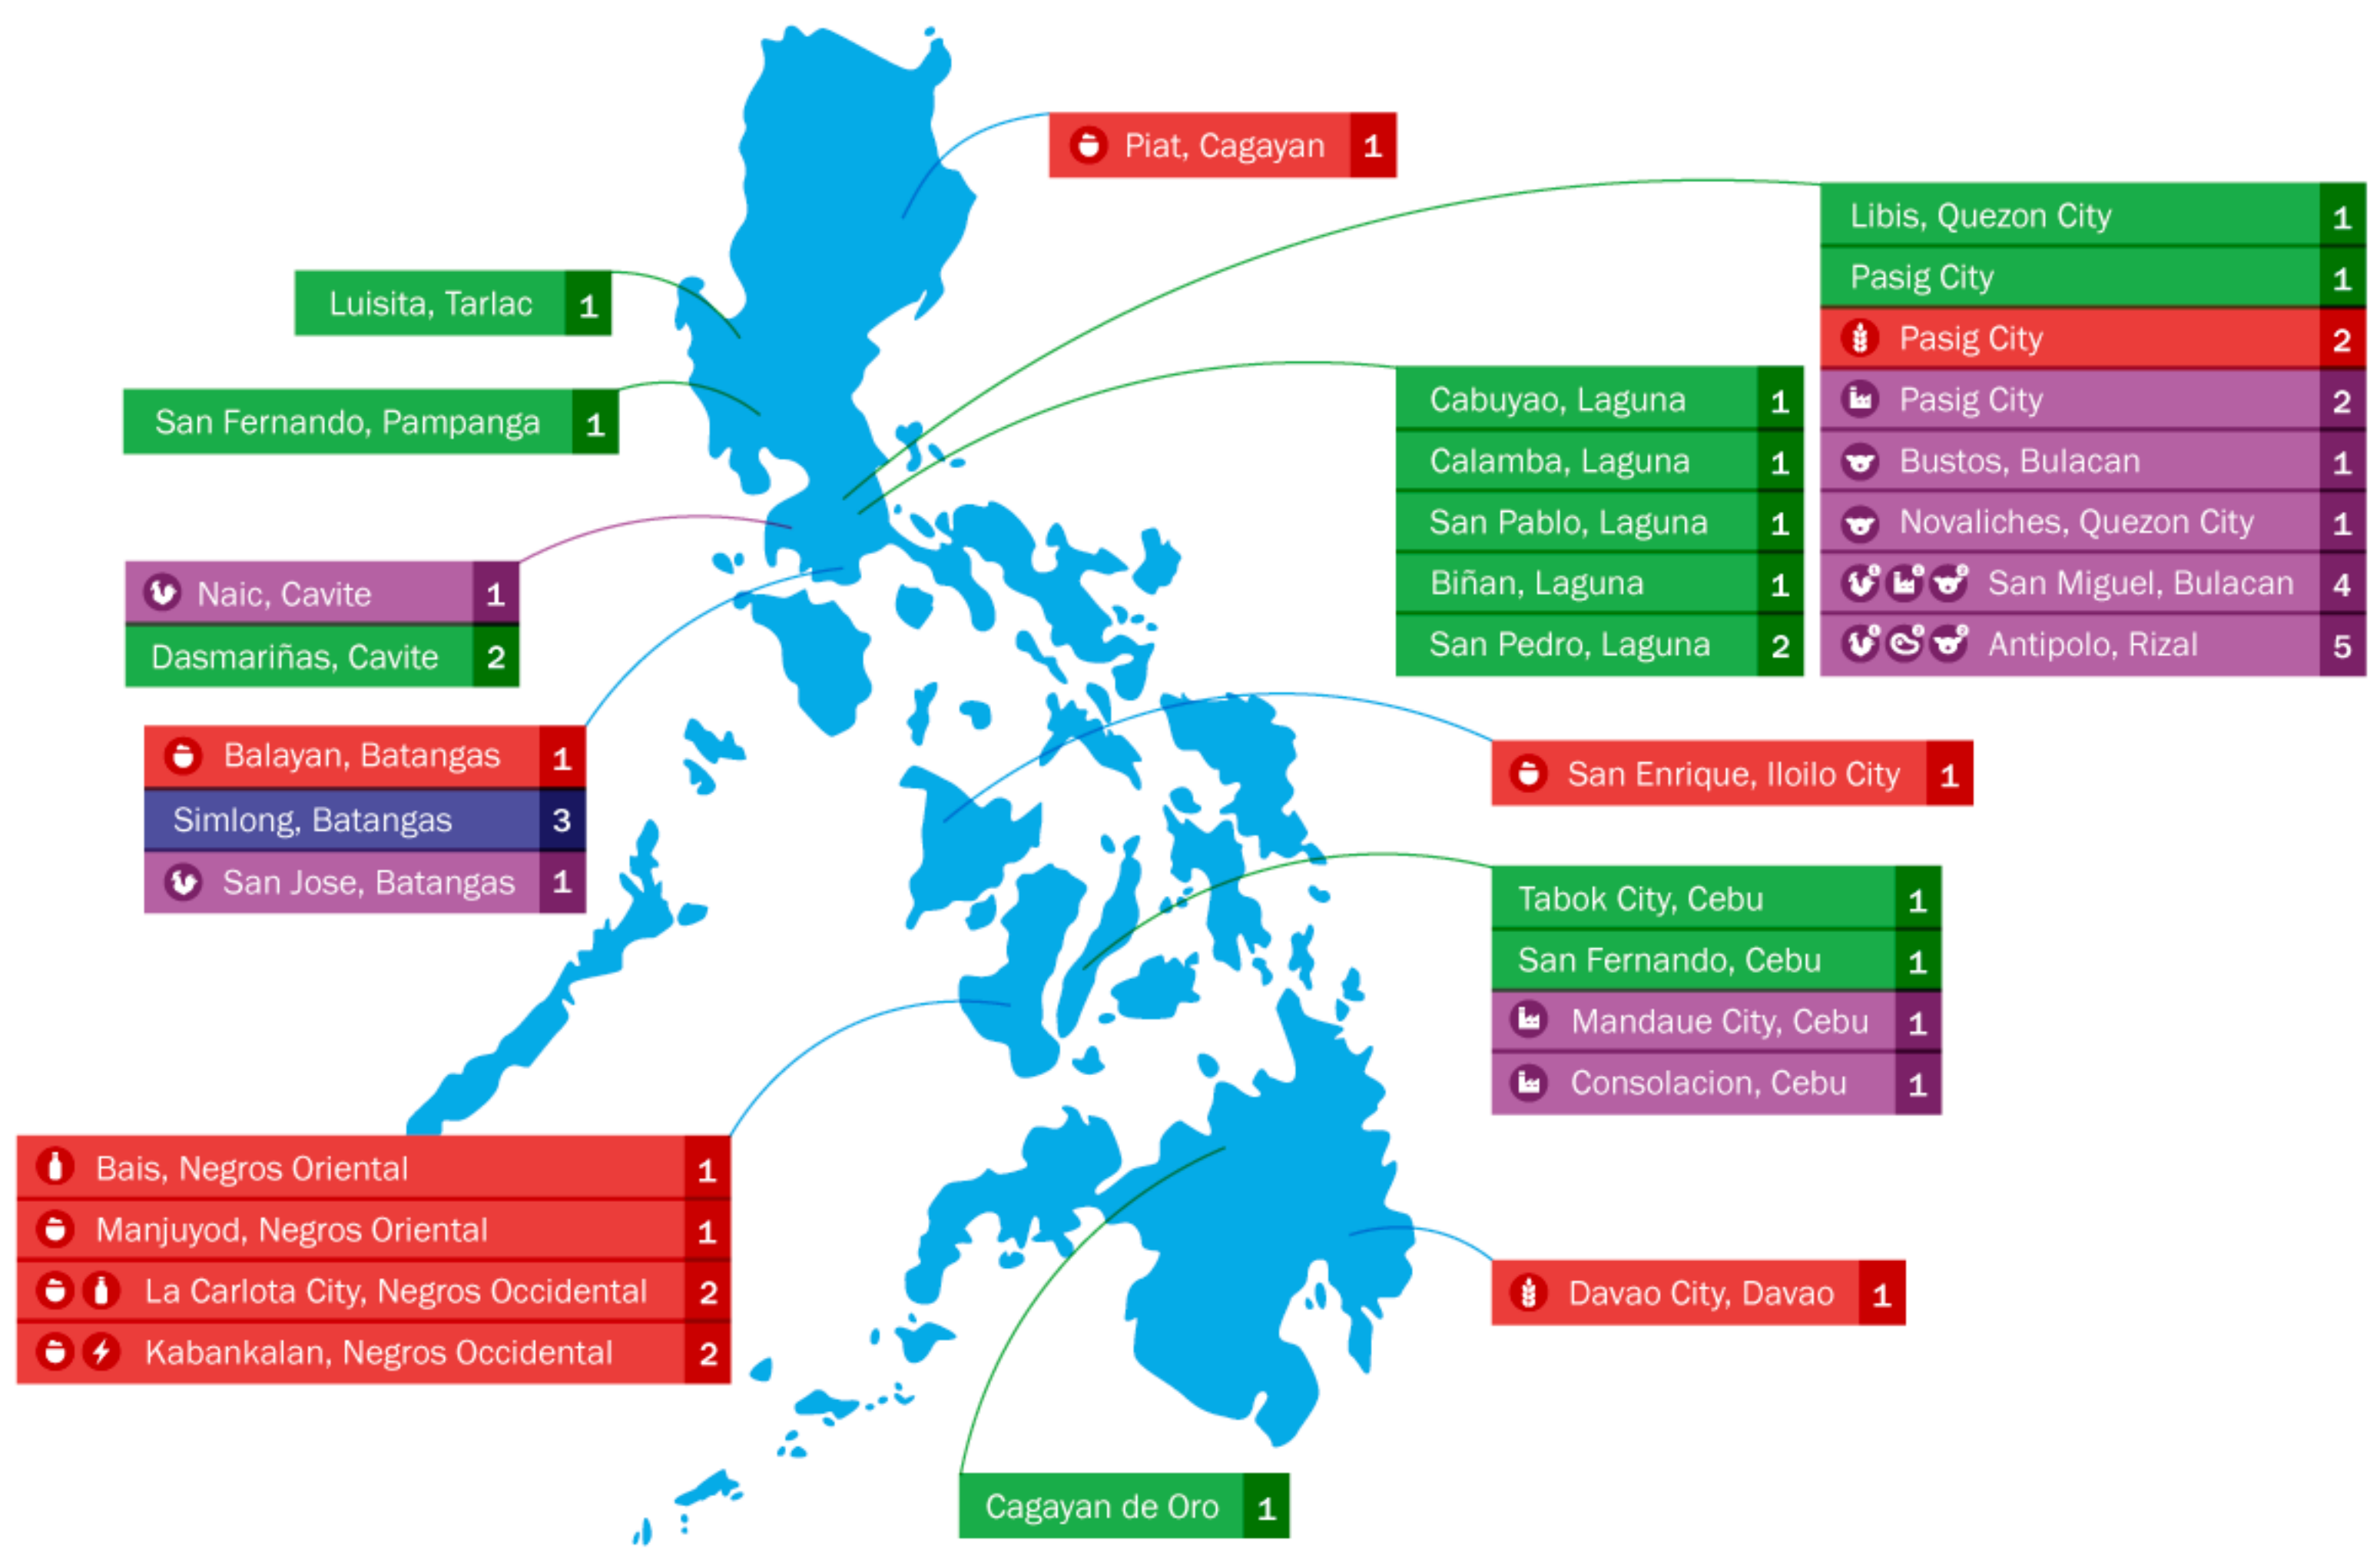 Piat, Cagayan 1
Libis, Quezon City 1
Pasig City 1
Pasig City 2
Pasig City 2
Bustos, Bulacan 1
Novaliches, Quezon City 1
San Miguel, Bulacan 4
Antipolo, Rizal 5
Luisita, Tarlac 1
San Fernando, Pampanga 1
Cabuyao, Laguna 1
Calamba, Laguna 1
San Pablo, Laguna 1
Biñan, Laguna 1
San Pedro, Laguna 2
Naic, Cavite 1
Dasmariñas, Cavite 2
Balayan, Batangas 1
Simlong, Batangas 3
San Jose, Batangas 1
San Enrique, Iloilo City 1
Tabok City, Cebu 1
San Fernando, Cebu 1
Mandaue City, Cebu 1
Consolacion, Cebu 1
Bais, Negros Oriental 1
Manjuyod, Negros Oriental 1
La Carlota City, Negros Occidental 2
Kabankalan, Negros Occidental 2
Davao City, Davao 1
Cagayan de Oro 1